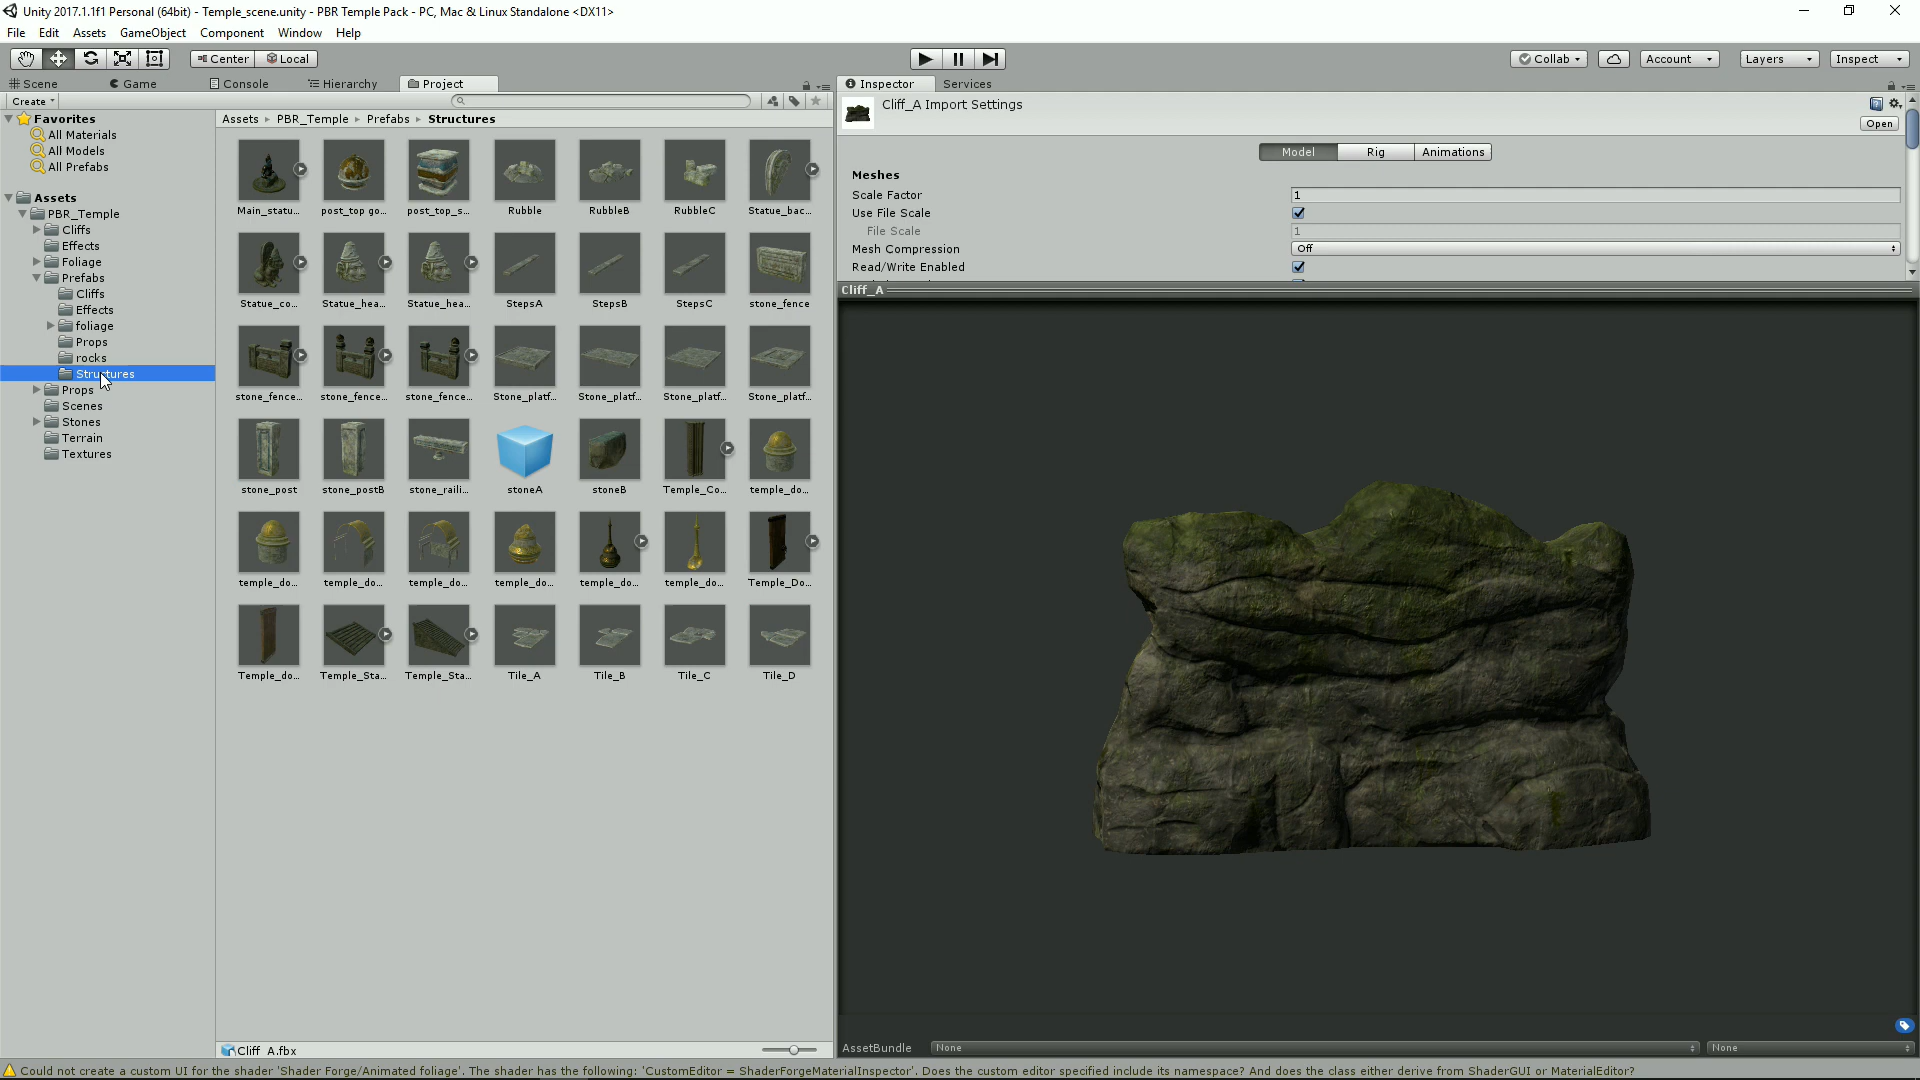 Unity 2017.1.1f1 Personal (64bit) - Temple_scene.unity - PBR Temple Pack - PC, Mac & Linux Standalone <DX11>
File Edit Assets GameObject Component Window Help
Center Local Collab Account Layers Inspect
Scene Game Console Hierarchy Project Inspector Services
Create
Cliff_A Import Settings
Open
Favorites
All Materials
All Models
All Prefabs
Assets
PBR_Temple
Cliffs
Effects
Foliage
Prefabs
Cliffs
Effects
foliage
Props
rocks
Structures
Props
Scenes
Stones
Terrain
Textures
Assets PBR_Temple Prefabs Structures
Main_statu... post_top go... post_top_s... Rubble RubbleB RubbleC Statue_bac...
Statue_co... Statue_hea... Statue_hea... StepsA StepsB StepsC stone_fence
stone_fence... stone_fence... stone_fence... Stone_platf... Stone_platf... Stone_platf... Stone_platf...
stone_post stone_postB stone_raili... stoneA stoneB Temple_Co... temple_do...
temple_do... temple_do... temple_do... temple_do... temple_do... temple_do... Temple_Do...
Temple_do... Temple_Sta... Temple_Sta... Tile_A Tile_B Tile_C Tile_D
Cliff_A.fbx
Model Rig Animations
Meshes
Scale Factor 1
Use File Scale
File Scale 1
Mesh Compression Off
Read/Write Enabled
Cliff_A
AssetBundle None None
Could not create a custom UI for the shader 'Shader Forge/Animated foliage'. The shader has the following: 'CustomEditor = ShaderForgeMaterialInspector'. Does the custom editor specified include its namespace? And does the class either derive from ShaderGUI or MaterialEditor?